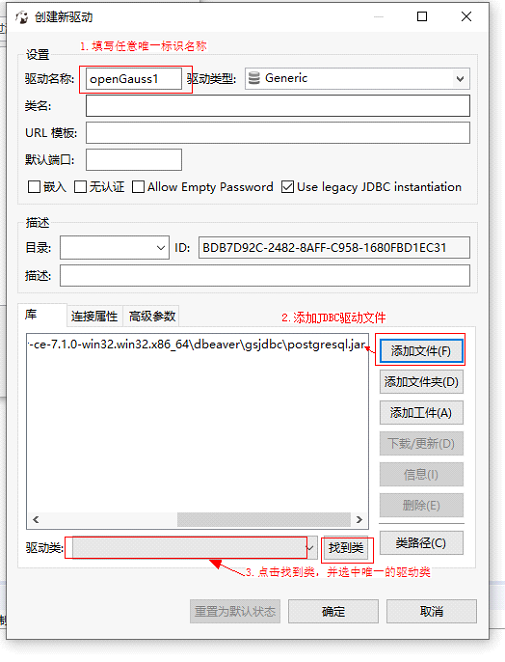 创建新驱动
1.填写任意唯一标识名称
设置
驱动名称: openGauss1 驱动类型: Generic
类名:
URL 模板:
默认端口:
嵌入 无认证 Allow Empty Password Use legacy JDBC instantiation
描述
目录: ID: BDB7D92C-2482-8AFF-C958-1680FBD1EC31
描述:
库 连接属性 高级参数
2.添加JDBC驱动文件
-ce-7.1.0-win32.win32.x86_64\dbeaver\gsjdbc\postgresql.jar
添加文件(F)
添加文件夹(D)
添加工件(A)
下载/更新(D)
信息(I)
删除(E)
驱动类: 找到类 类路径(C)
3.点击找到类，并选中唯一的驱动类
重置为默认状态 确定 取消